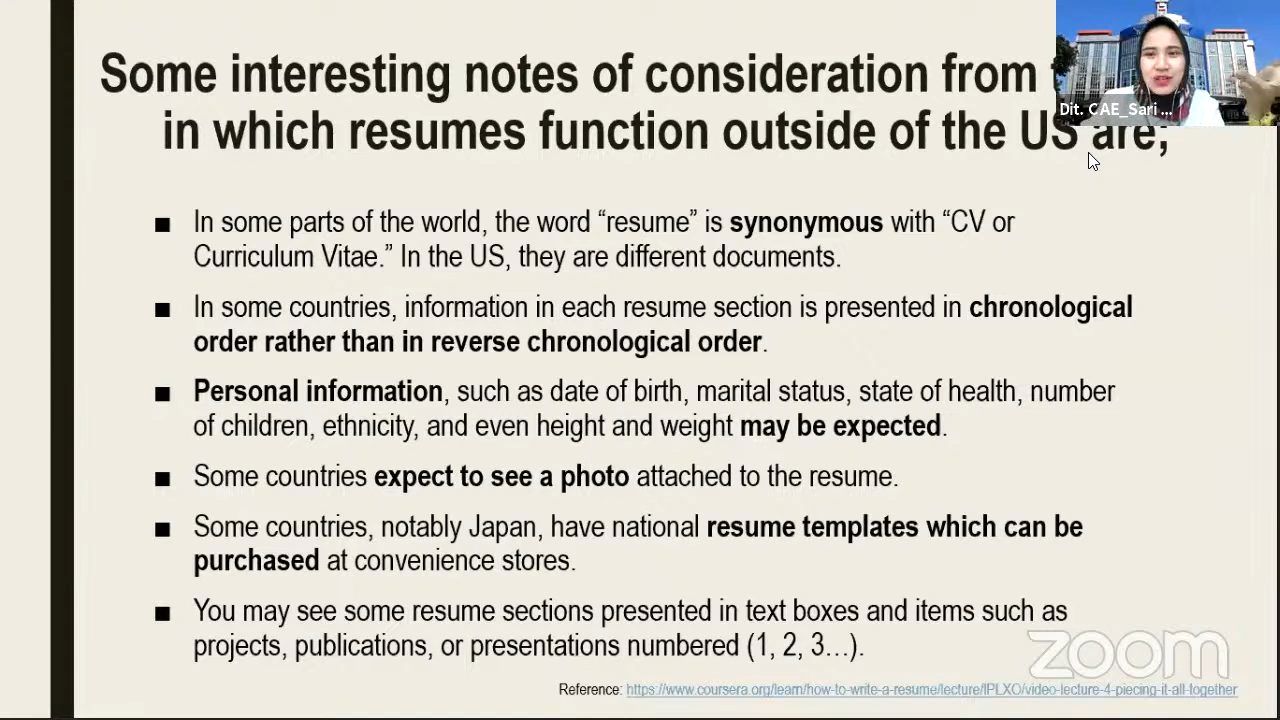 Some interesting notes of consideration from
in which resumes function outside of the US are;
Dit. CAE_Sari ...
■ In some parts of the world, the word “resume” is synonymous with “CV or
Curriculum Vitae.” In the US, they are different documents.
■ In some countries, information in each resume section is presented in chronological
order rather than in reverse chronological order.
■ Personal information, such as date of birth, marital status, state of health, number
of children, ethnicity, and even height and weight may be expected.
■ Some countries expect to see a photo attached to the resume.
■ Some countries, notably Japan, have national resume templates which can be
purchased at convenience stores.
■ You may see some resume sections presented in text boxes and items such as
projects, publications, or presentations numbered (1, 2, 3…).
zoom
Reference: https://www.coursera.org/learn/how-to-write-a-resume/lecture/IPLXO/video-lecture-4-piecing-it-all-together